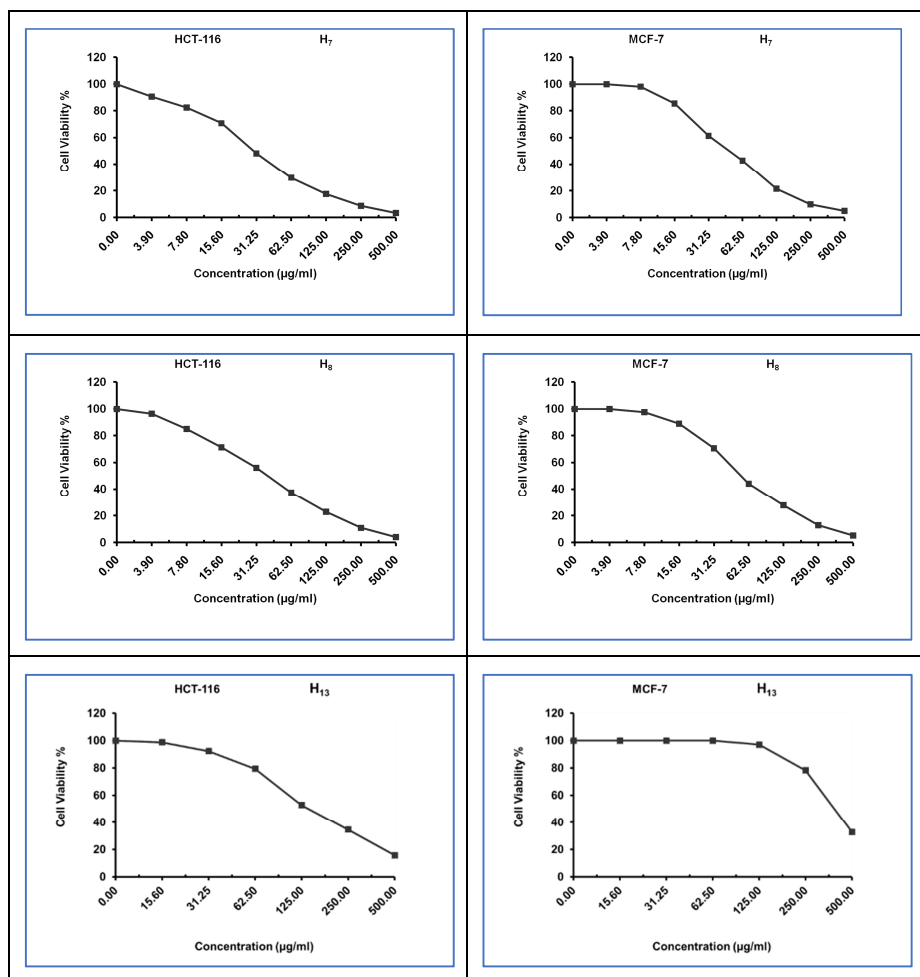 HCT-116 H₇
120
100
80
60
40
20
0
Cell Viability %
0.00 3.90 7.80 15.60 31.25 62.50 125.00 250.00 500.00
Concentration (µg/ml)
MCF-7 H₇
120
100
80
60
40
20
0
Cell Viability %
0.00 3.90 7.80 15.60 31.25 62.50 125.00 250.00 500.00
Concentration (µg/ml)
HCT-116 H₈
120
100
80
60
40
20
0
Cell Viability %
0.00 3.90 7.80 15.60 31.25 62.50 125.00 250.00 500.00
Concentration (µg/ml)
MCF-7 H₈
120
100
80
60
40
20
0
Cell Viability %
0.00 3.90 7.80 15.60 31.25 62.50 125.00 250.00 500.00
Concentration (µg/ml)
HCT-116 H₁₃
120
100
80
60
40
20
0
Cell Viability %
0.00 15.60 31.25 62.50 125.00 250.00 500.00
Concentration (µg/ml)
MCF-7 H₁₃
120
100
80
60
40
20
0
Cell Viability %
0.00 15.60 31.25 62.50 125.00 250.00 500.00
Concentration (µg/ml)